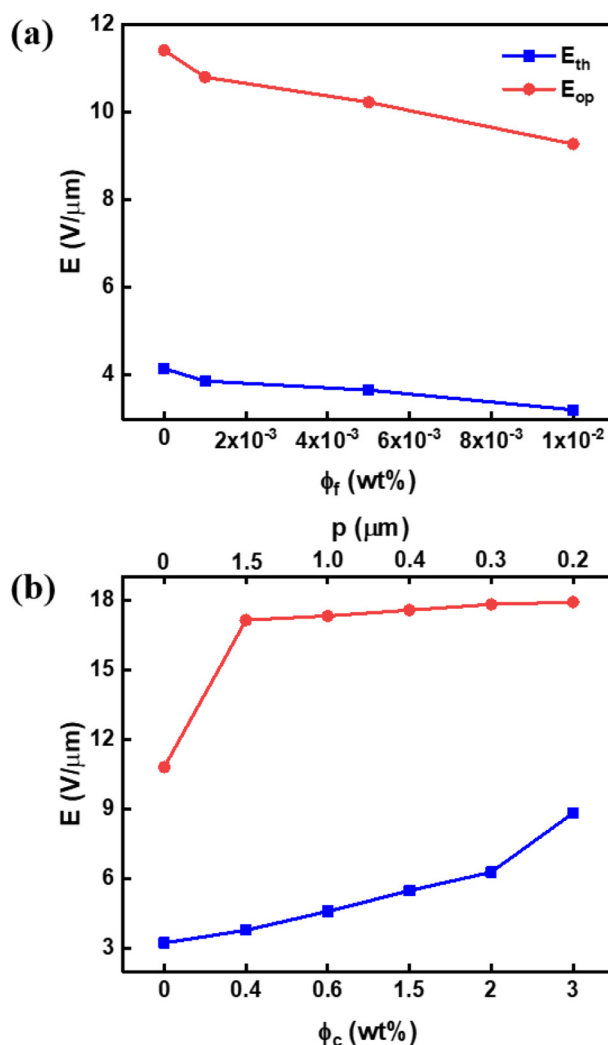 (a)
12
10
8
6
4
E (V/μm)
E_th
E_op
0 2x10⁻³ 4x10⁻³ 6x10⁻³ 8x10⁻³ 1x10⁻²
ϕ_f (wt%)
(b)
p (μm)
0 1.5 1.0 0.4 0.3 0.2
18
15
12
9
6
3
E (V/μm)
0 0.4 0.6 1.5 2 3
ϕ_c (wt%)